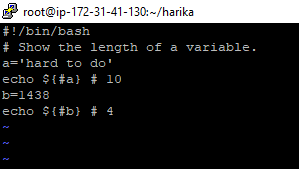 root@ip-172-31-41-130:~/harika
#!/bin/bash
# Show the length of a variable.
a='hard to do'
echo ${#a} # 10
b=1438
echo ${#b} # 4
~
~
~